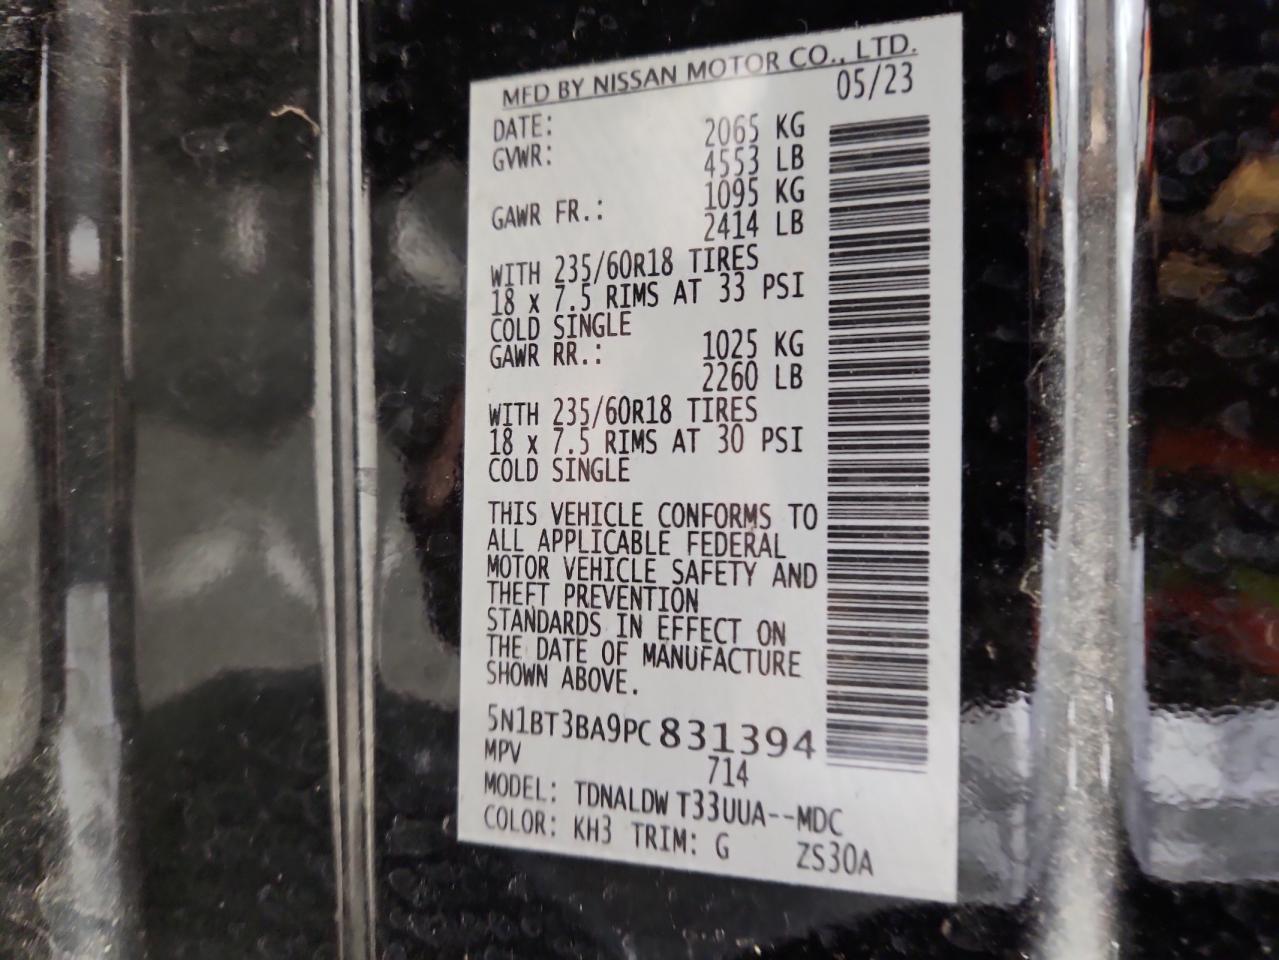 MFD BY NISSAN MOTOR CO., LTD.
DATE: 05/23
GVWR: 2065 KG
4553 LB
GAWR FR.: 1095 KG
2414 LB
WITH 235/60R18 TIRES
18 x 7.5 RIMS AT 33 PSI
COLD SINGLE
GAWR RR.: 1025 KG
2260 LB
WITH 235/60R18 TIRES
18 x 7.5 RIMS AT 30 PSI
COLD SINGLE
THIS VEHICLE CONFORMS TO
ALL APPLICABLE FEDERAL
MOTOR VEHICLE SAFETY AND
THEFT PREVENTION
STANDARDS IN EFFECT ON
THE DATE OF MANUFACTURE
SHOWN ABOVE.
5N1BT3BA9PC831394
MPV 714
MODEL: TDNALDW T33UUA--MDC
COLOR: KH3 TRIM: G ZS30A